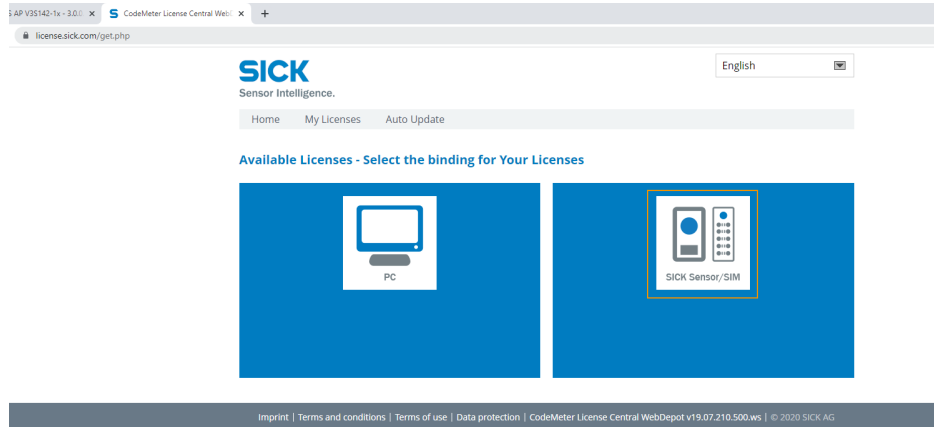 S AP V3S142-1x - 3.0.0
CodeMeter License Central Web
license.sick.com/get.php
SICK
Sensor Intelligence.
English
Home My Licenses Auto Update
Available Licenses - Select the binding for Your Licenses
PC
SICK Sensor/SIM
Imprint | Terms and conditions | Terms of use | Data protection | CodeMeter License Central WebDepot v19.07.210.500.ws | © 2020 SICK AG